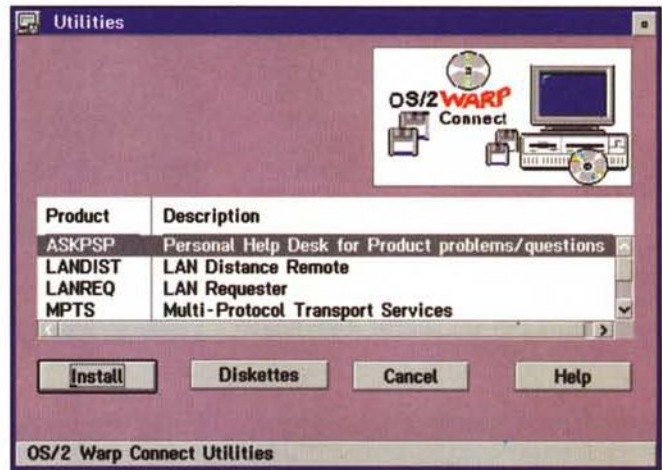 Utilities
OS/2 WARP
Connect
Product Description
ASKPSP Personal Help Desk for Product problems/questions
LANDIST LAN Distance Remote
LANREQ LAN Requester
MPTS Multi-Protocol Transport Services
Install Diskettes Cancel Help
OS/2 Warp Connect Utilities